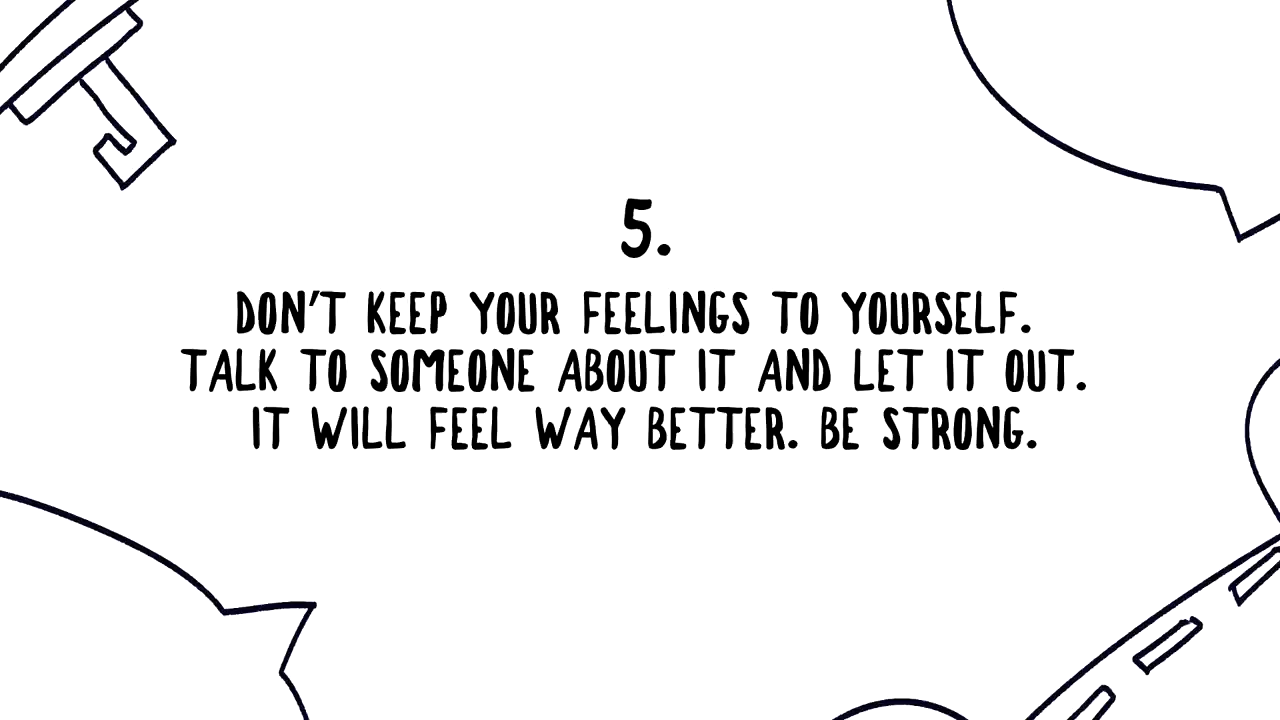 5.
DON'T KEEP YOUR FEELINGS TO YOURSELF.
TALK TO SOMEONE ABOUT IT AND LET IT OUT.
IT WILL FEEL WAY BETTER. BE STRONG.